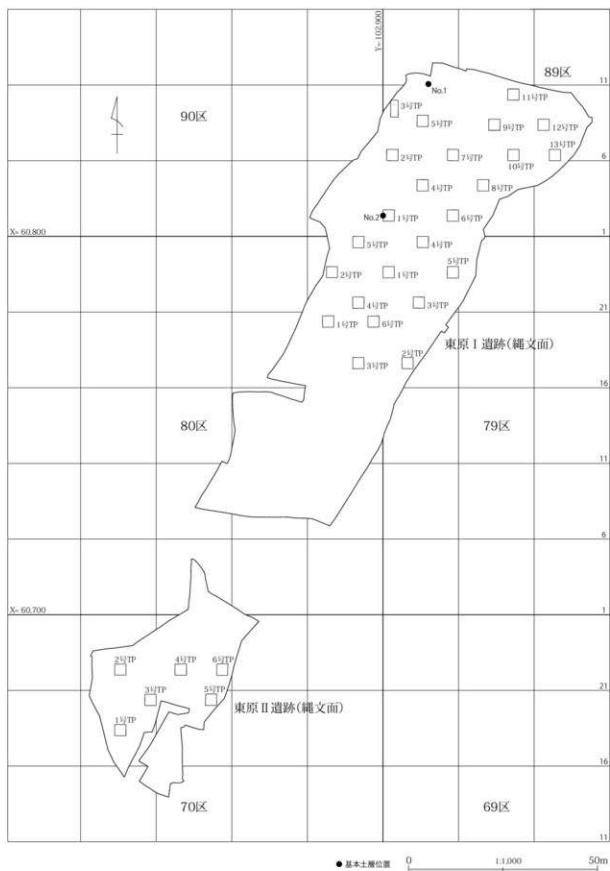 Y=-102,900
89区
No.1
11
11号TP
90区
3号TP
5号TP
9号TP
12号TP
2号TP
7号TP
10号TP
13号TP
6
4号TP
8号TP
No.2
1号TP
6号TP
X= 60,800
1
5号TP
4号TP
5号TP
2号TP
1号TP
4号TP
3号TP
21
1号TP
6号TP
東原Ⅰ遺跡(縄文面)
2号TP
3号TP
16
80区
79区
11
6
X= 60,700
1
2号TP
4号TP
6号TP
3号TP
5号TP
21
東原Ⅱ遺跡(縄文面)
1号TP
16
70区
69区
11
● 基本土層位置
0
1:1,000
50m